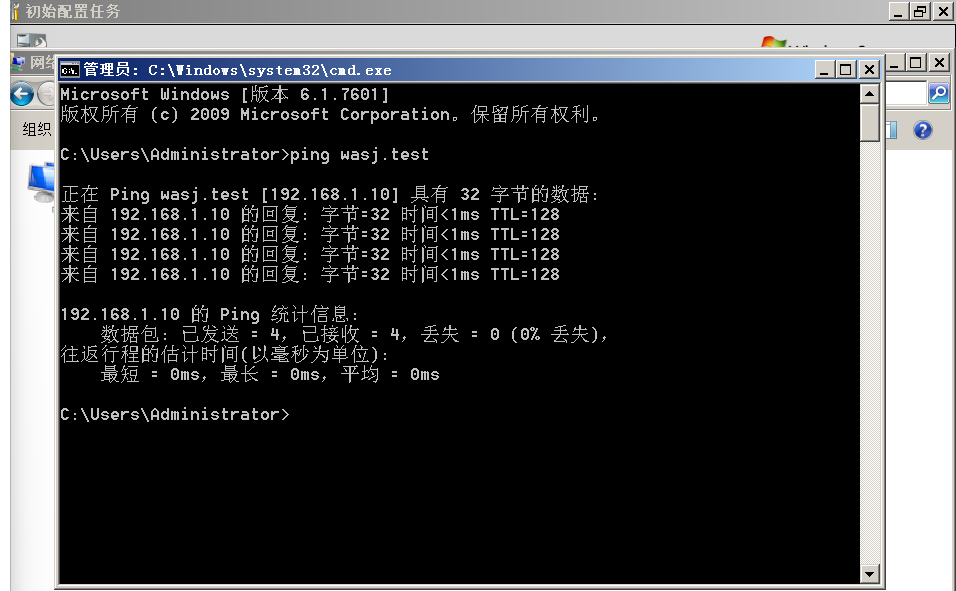 初始配置任务
网络
管理员: C:\Windows\system32\cmd.exe
组织
Microsoft Windows [版本 6.1.7601]
版权所有 (c) 2009 Microsoft Corporation。保留所有权利。
C:\Users\Administrator>ping wasj.test
正在 Ping wasj.test [192.168.1.10] 具有 32 字节的数据:
来自 192.168.1.10 的回复: 字节=32 时间<1ms TTL=128
来自 192.168.1.10 的回复: 字节=32 时间<1ms TTL=128
来自 192.168.1.10 的回复: 字节=32 时间<1ms TTL=128
来自 192.168.1.10 的回复: 字节=32 时间<1ms TTL=128
192.168.1.10 的 Ping 统计信息:
数据包: 已发送 = 4，已接收 = 4，丢失 = 0 (0% 丢失)，
往返行程的估计时间(以毫秒为单位):
最短 = 0ms，最长 = 0ms，平均 = 0ms
C:\Users\Administrator>